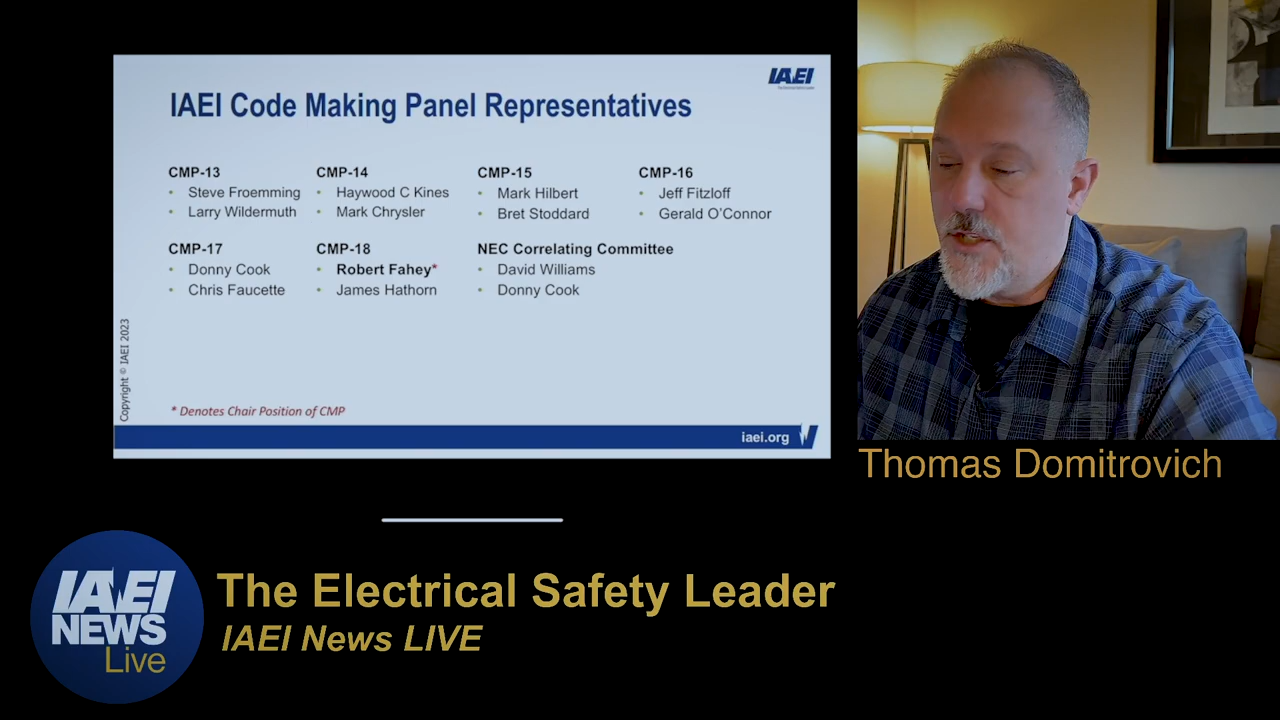 IAEI
IAEI Code Making Panel Representatives
CMP-13
• Steve Froemming
• Larry Wildermuth
CMP-14
• Haywood C Kines
• Mark Chrysler
CMP-15
• Mark Hilbert
• Bret Stoddard
CMP-16
• Jeff Fitzloff
• Gerald O'Connor
CMP-17
• Donny Cook
• Chris Faucette
CMP-18
• Robert Fahey*
• James Hathorn
NEC Correlating Committee
• David Williams
• Donny Cook
Copyright © IAEI 2023
* Denotes Chair Position of CMP
iaei.org
Thomas Domitrovich
IAEI
NEWS
Live
The Electrical Safety Leader
IAEI News LIVE